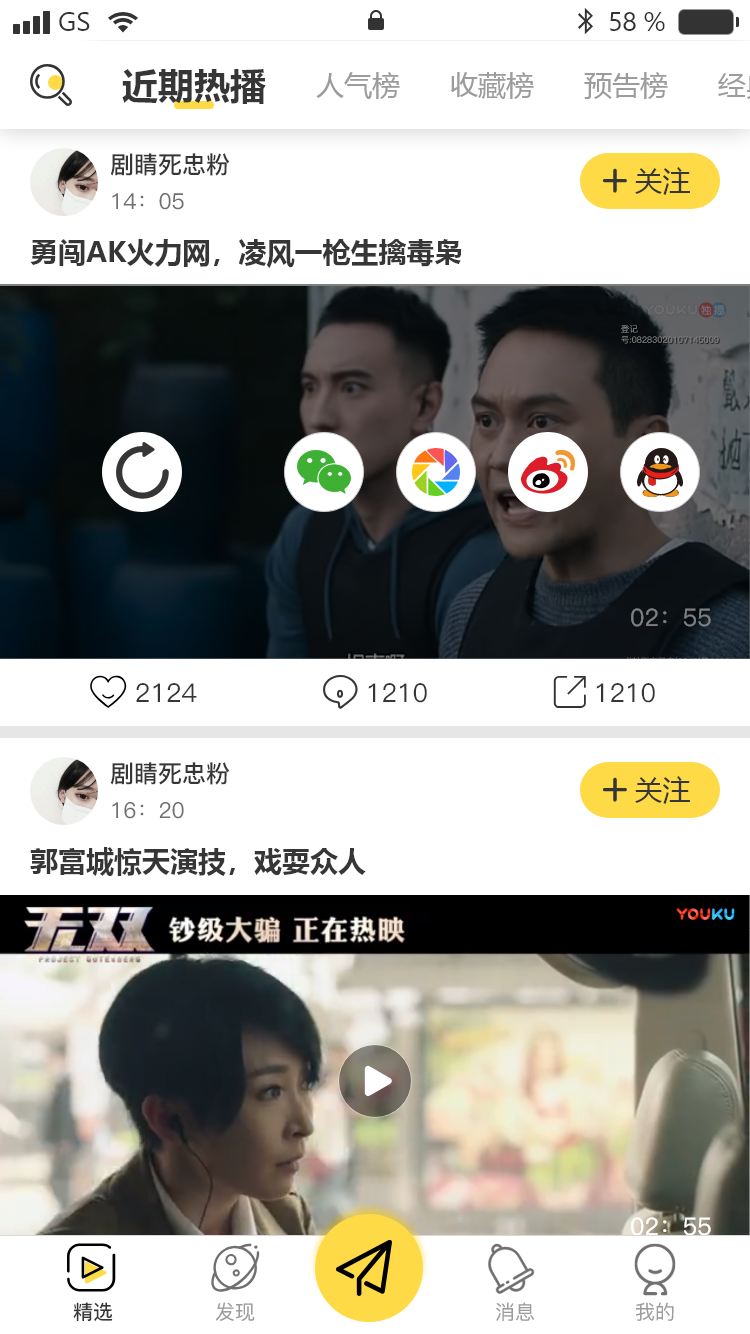 GS 58 %
近期热播 人气榜 收藏榜 预告榜 经典
剧睛死忠粉
14：05
+ 关注
勇闯AK火力网，凌风一枪生擒毒枭
YOUKU 独播
登记
号:08283020107145009
02：55
2124 1210 1210
剧睛死忠粉
16：20
+ 关注
郭富城惊天演技，戏耍众人
无双 钞级大骗 正在热映
PROJECT GUTENBERG
YOUKU
02：55
精选 发现 消息 我的